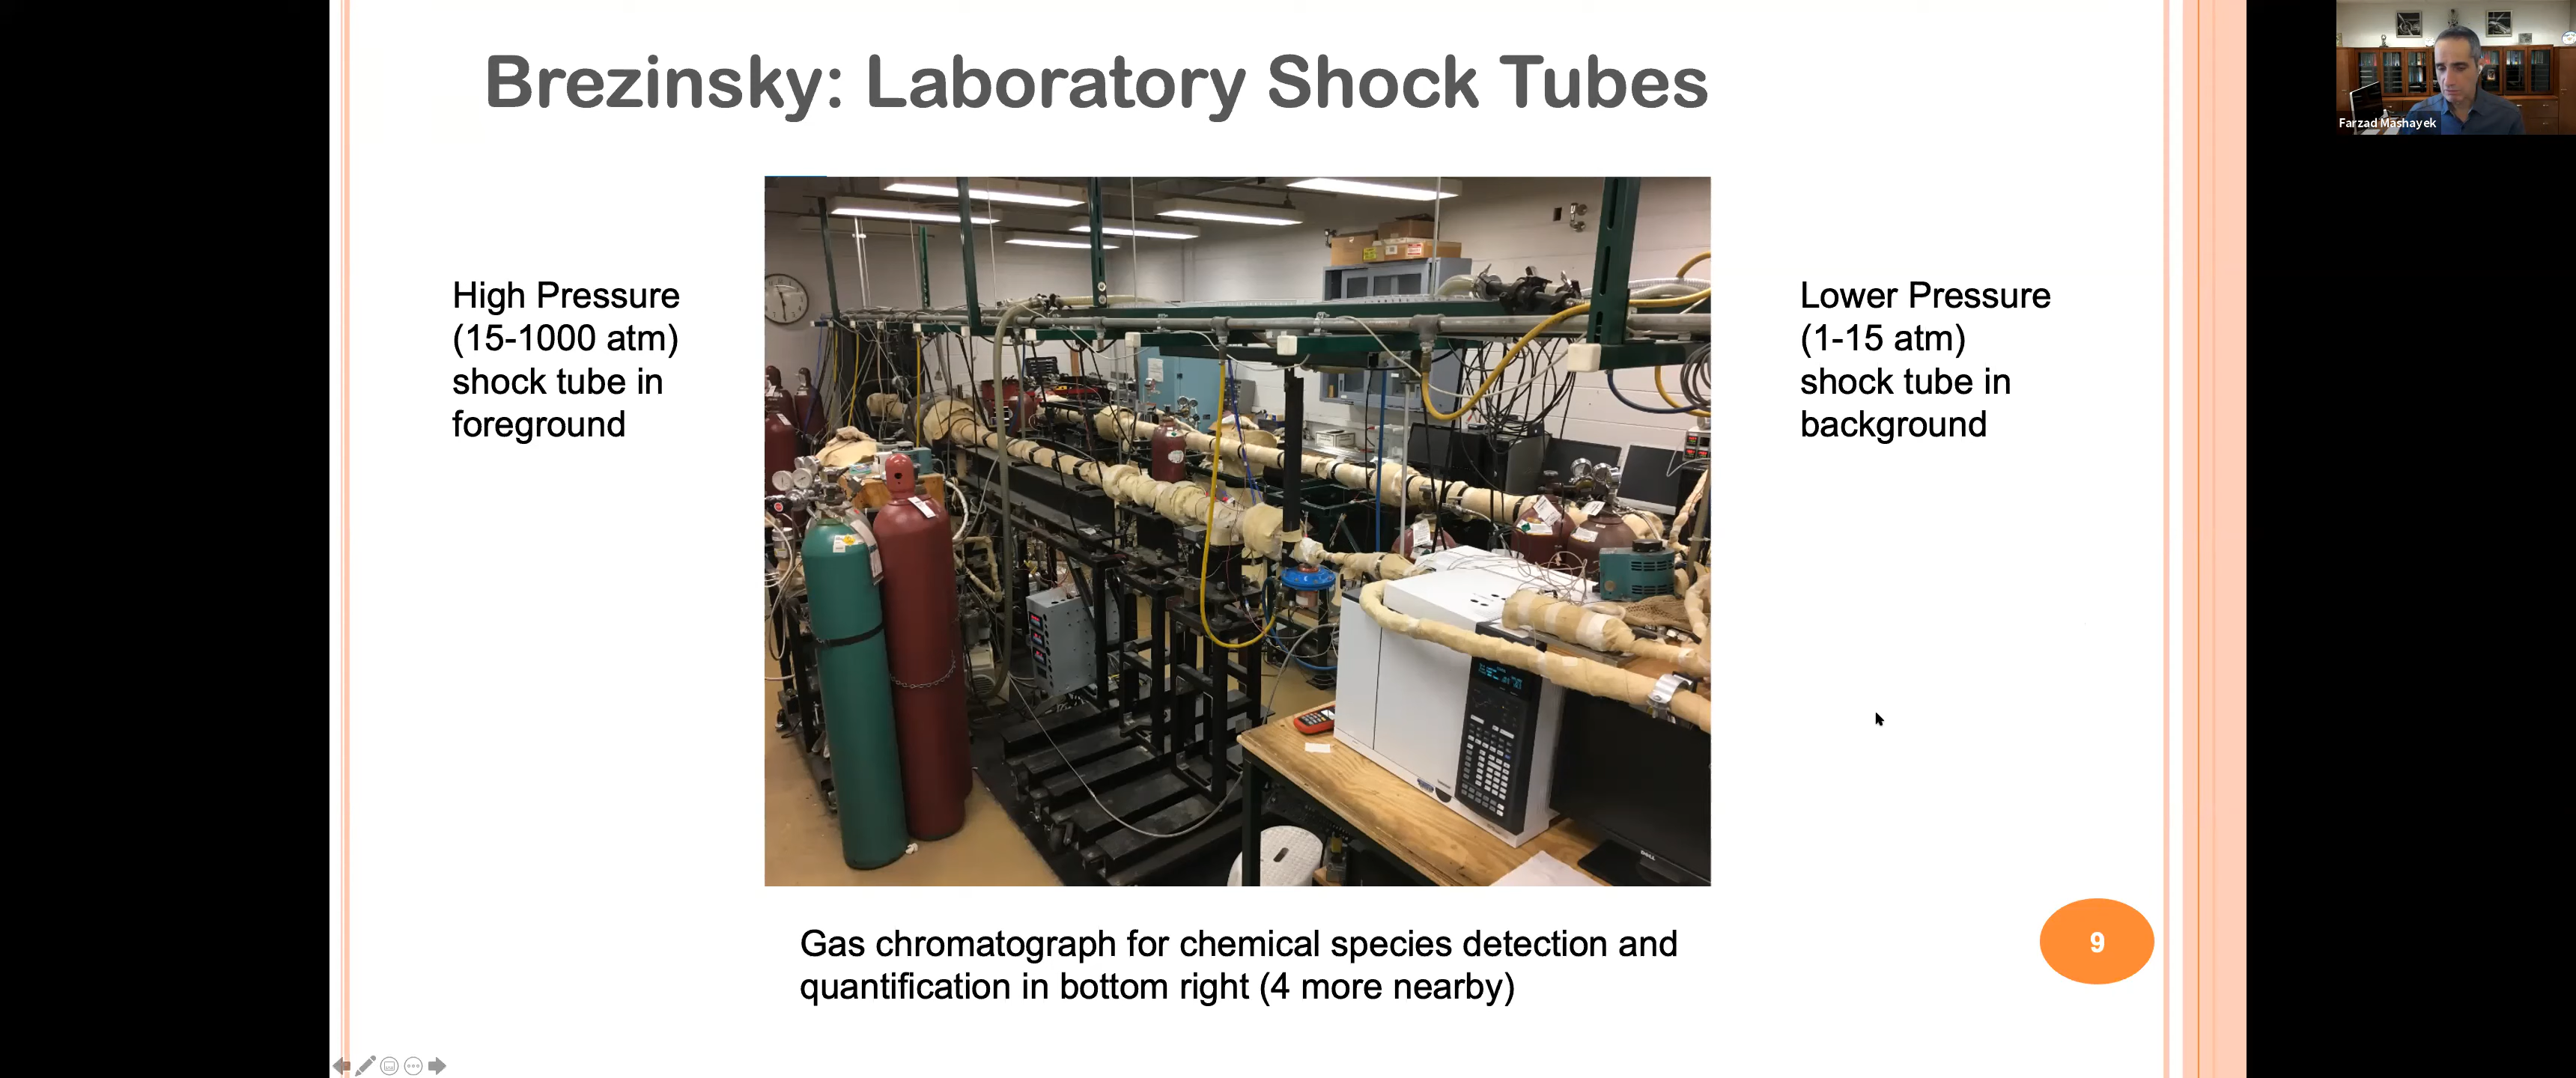 Brezinsky: Laboratory Shock Tubes
Farzad Mashayek
High Pressure
(15-1000 atm)
shock tube in
foreground
Lower Pressure
(1-15 atm)
shock tube in
background
DELL
Gas chromatograph for chemical species detection and
quantification in bottom right (4 more nearby)
9